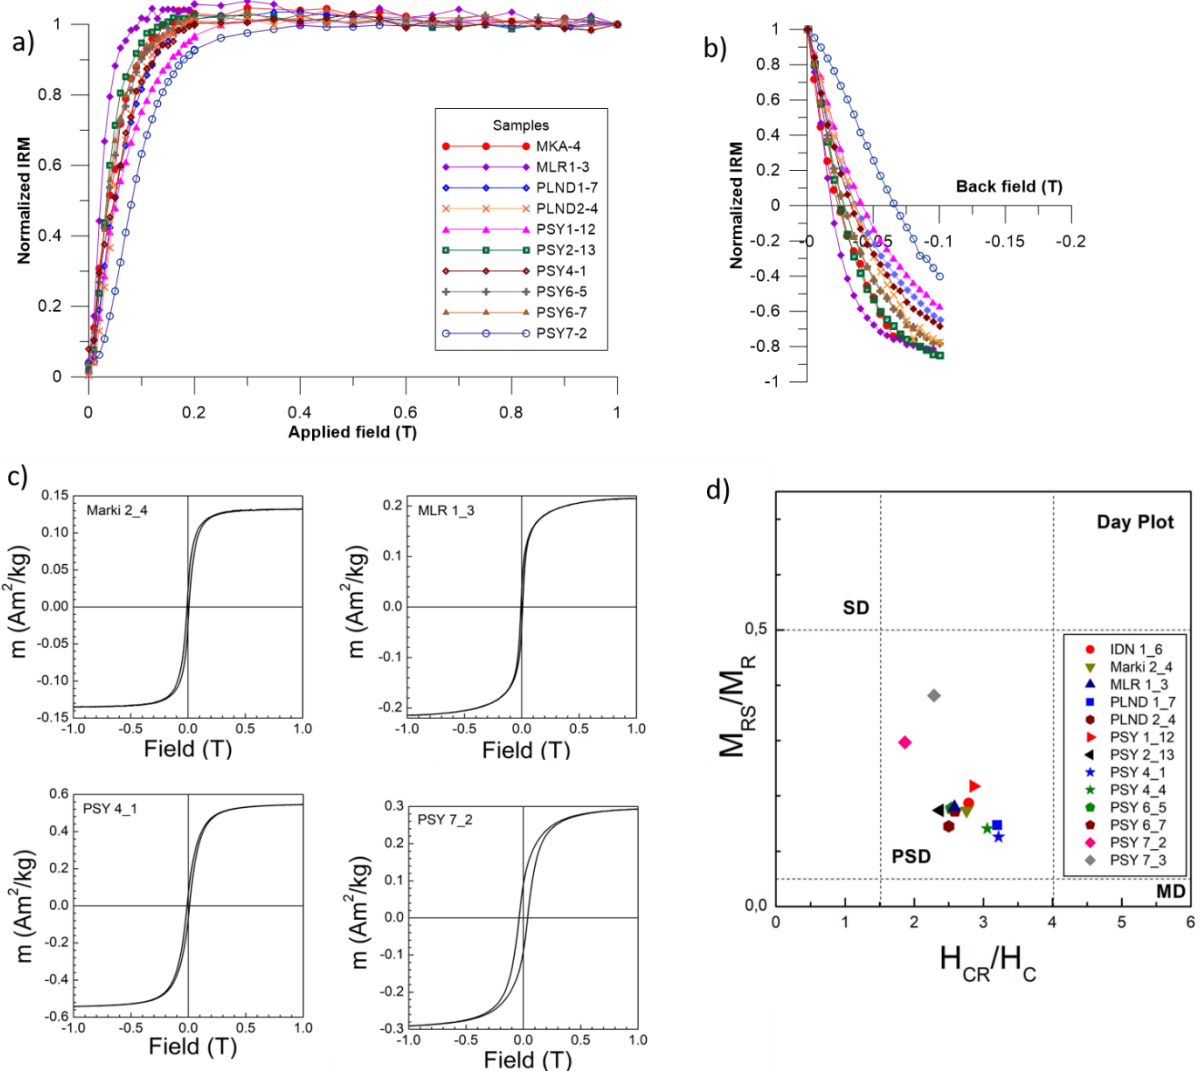 a)
Normalized IRM
1
0.8
0.6
0.4
0.2
0
0
0.2
0.4
0.6
0.8
1
Applied field (T)
Samples
MKA-4
MLR1-3
PLND1-7
PLND2-4
PSY1-12
PSY2-13
PSY4-1
PSY6-5
PSY6-7
PSY7-2
b)
Normalized IRM
1
0.8
0.6
0.4
0.2
0
-0.2
-0.4
-0.6
-0.8
-1
Back field (T)
-0
-0.05
-0.1
-0.2
c)
Marki 2_4
m (Am²/kg)
0.15
0.10
0.05
0.00
-0.05
-0.10
-0.15
-1.0
-0.5
0.0
0.5
1.0
Field (T)
MLR 1_3
m (Am²/kg)
0.2
0.1
0.0
-0.1
-0.2
-1.0
-0.5
0.0
0.5
1.0
Field (T)
PSY 4_1
m (Am²/kg)
0.6
0.4
0.2
0.0
-0.2
-0.4
-0.6
-1.0
-0.5
0.0
0.5
1.0
Field (T)
PSY 7_2
m (Am²/kg)
0.3
0.2
0.1
0.0
-0.1
-0.2
-0.3
-1.0
-0.5
0.0
0.5
1.0
Field (T)
d)
Day Plot
SD
PSD
MD
M_RS/M_R
0,5
0,0
0
1
2
3
4
5
6
H_CR/H_C
IDN 1_6
Marki 2_4
MLR 1_3
PLND 1_7
PLND 2_4
PSY 1_12
PSY 2_13
PSY 4_1
PSY 4_4
PSY 6_5
PSY 6_7
PSY 7_2
PSY 7_3